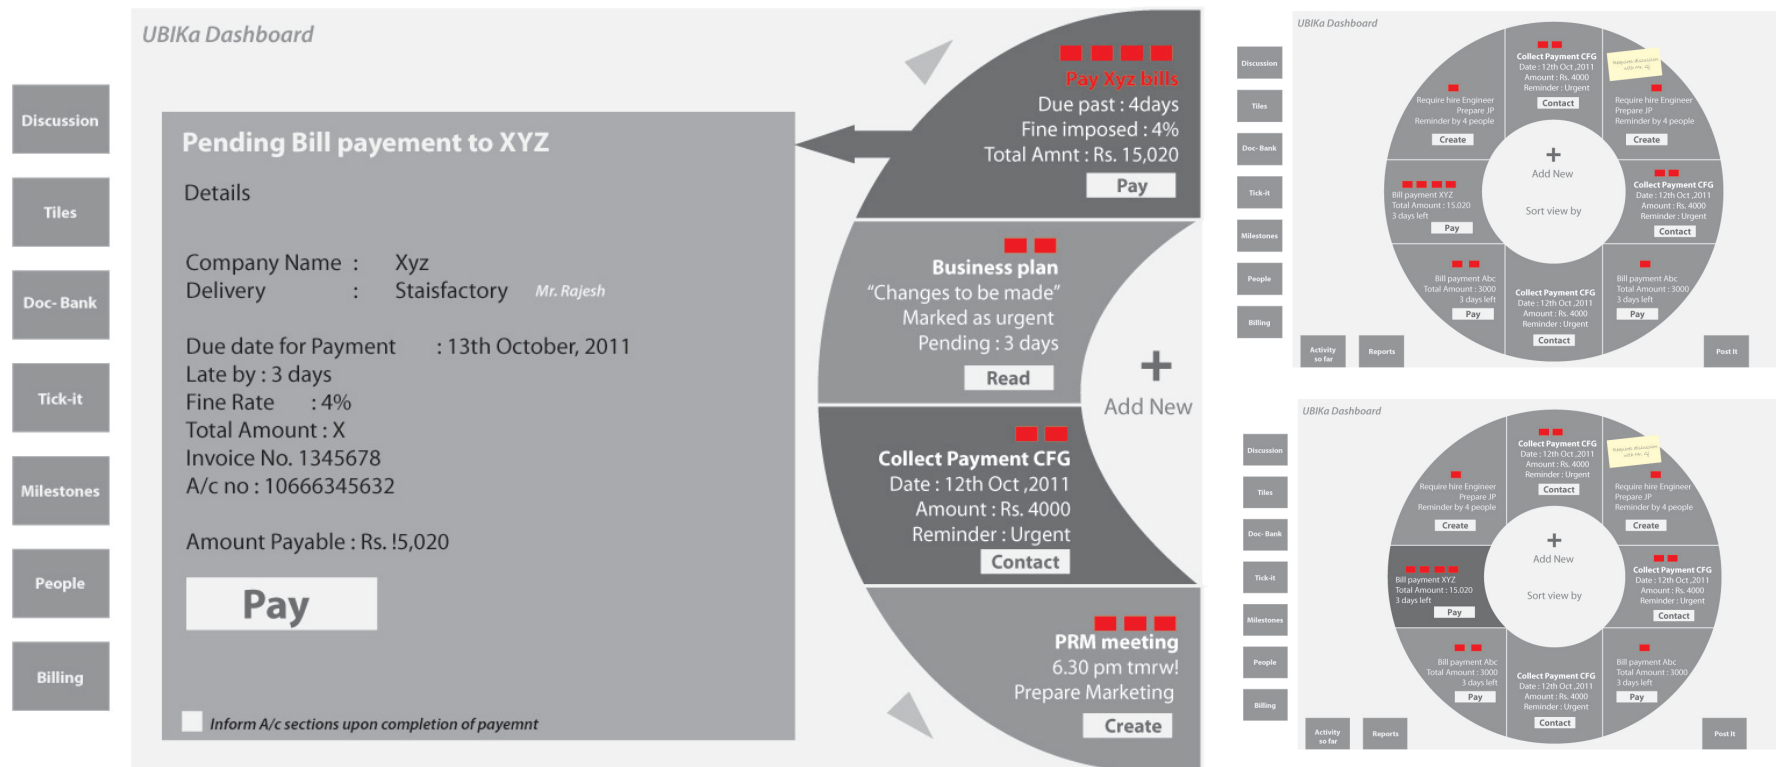 UBIKa Dashboard
Discussion
Tiles
Doc- Bank
Tick-it
Milestones
People
Billing
Pending Bill payement to XYZ
Details
Company Name : Xyz
Delivery : Staisfactory Mr. Rajesh
Due date for Payment : 13th October, 2011
Late by : 3 days
Fine Rate : 4%
Total Amount : X
Invoice No. 1345678
A/c no : 10666345632
Amount Payable : Rs. !5,020
Pay
Inform A/c sections upon completion of payemnt
Pay Xyz bills
Due past : 4days
Fine imposed : 4%
Total Amnt : Rs. 15,020
Pay
Business plan
“Changes to be made”
Marked as urgent
Pending : 3 days
Read
+
Add New
Collect Payment CFG
Date : 12th Oct ,2011
Amount : Rs. 4000
Reminder : Urgent
Contact
PRM meeting
6.30 pm tmrw!
Prepare Marketing
Create
UBIKa Dashboard
Discussion
Tiles
Doc- Bank
Tick-it
Milestones
People
Billing
Activity
so far
Reports
Post It
Collect Payment CFG
Date : 12th Oct ,2011
Amount : Rs. 4000
Reminder : Urgent
Contact
Require discussion
with Mr.
Require hire Engineer
Prepare JP
Reminder by 4 people
Create
Require hire Engineer
Prepare JP
Reminder by 4 people
Create
+
Add New
Sort view by
Bill payment XYZ
Total Amount : 15.020
3 days left
Pay
Collect Payment CFG
Date : 12th Oct ,2011
Amount : Rs. 4000
Reminder : Urgent
Contact
Bill payment Abc
Total Amount : 3000
3 days left
Pay
Collect Payment CFG
Date : 12th Oct ,2011
Amount : Rs. 4000
Reminder : Urgent
Contact
Bill payment Abc
Total Amount : 3000
3 days left
Pay
UBIKa Dashboard
Discussion
Tiles
Doc- Bank
Tick-it
Milestones
People
Billing
Activity
so far
Reports
Post It
Collect Payment CFG
Date : 12th Oct ,2011
Amount : Rs. 4000
Reminder : Urgent
Contact
Require discussion
with Mr.
Require hire Engineer
Prepare JP
Reminder by 4 people
Create
Require hire Engineer
Prepare JP
Reminder by 4 people
Create
+
Add New
Sort view by
Bill payment XYZ
Total Amount : 15.020
3 days left
Pay
Collect Payment CFG
Date : 12th Oct ,2011
Amount : Rs. 4000
Reminder : Urgent
Contact
Bill payment Abc
Total Amount : 3000
3 days left
Pay
Collect Payment CFG
Date : 12th Oct ,2011
Amount : Rs. 4000
Reminder : Urgent
Contact
Bill payment Abc
Total Amount : 3000
3 days left
Pay